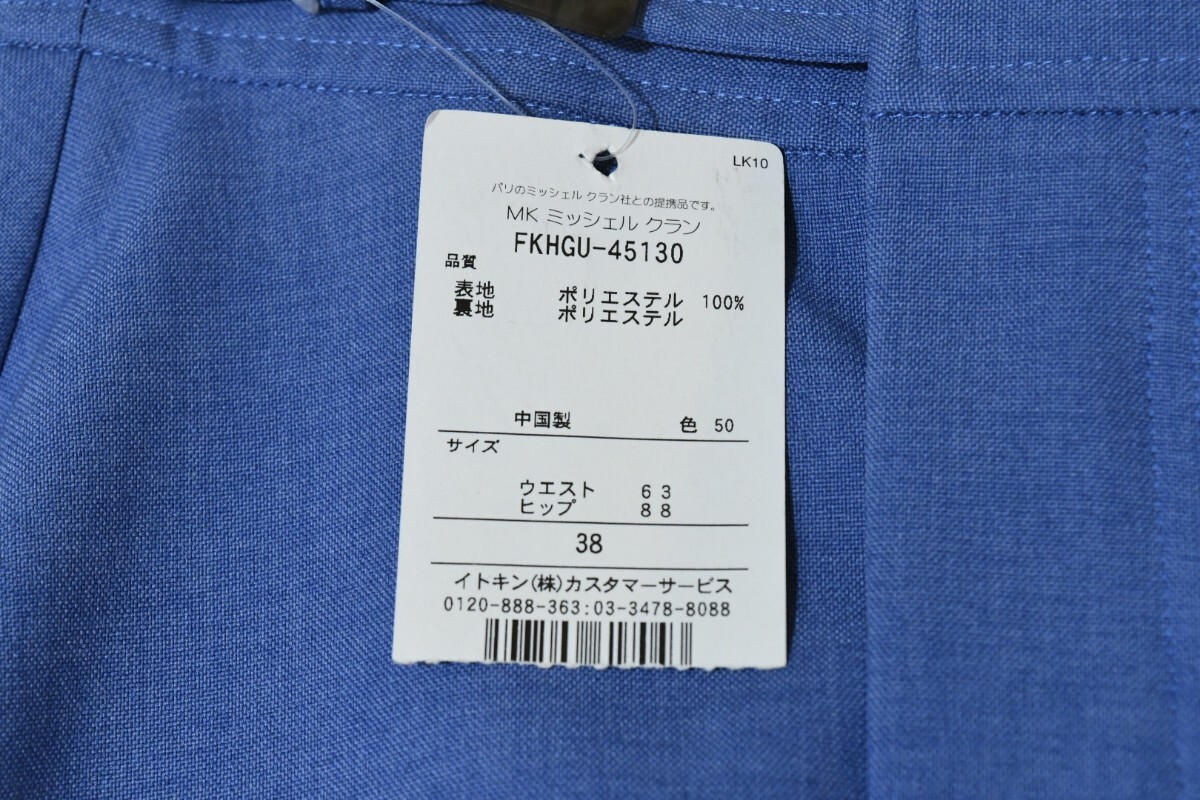 LK10
パリのミッシェル クラン社との提携品です。
MK ミッシェル クラン
FKHGU-45130
品質
表地 ポリエステル 100%
裏地 ポリエステル
中国製 色 50
サイズ
ウエスト 63
ヒップ 88
38
イトキン(株)カスタマーサービス
0120-888-363:03-3478-8088